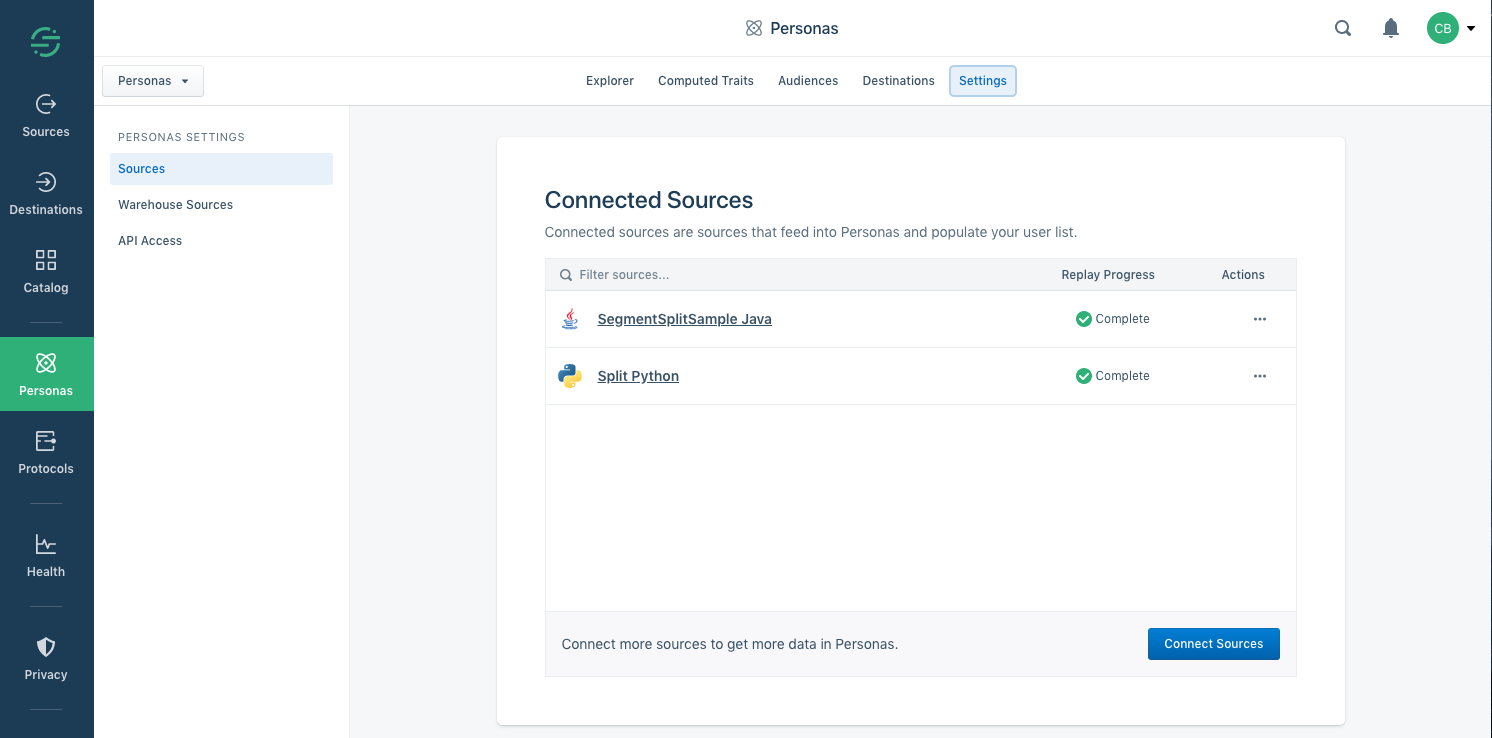 Personas
CB
Personas
Explorer Computed Traits Audiences Destinations Settings
Sources
Destinations
Catalog
Personas
Protocols
Health
Privacy
PERSONAS SETTINGS
Sources
Warehouse Sources
API Access
Connected Sources
Connected sources are sources that feed into Personas and populate your user list.
Filter sources... Replay Progress Actions
SegmentSplitSample Java Complete
Split Python Complete
Connect more sources to get more data in Personas. Connect Sources